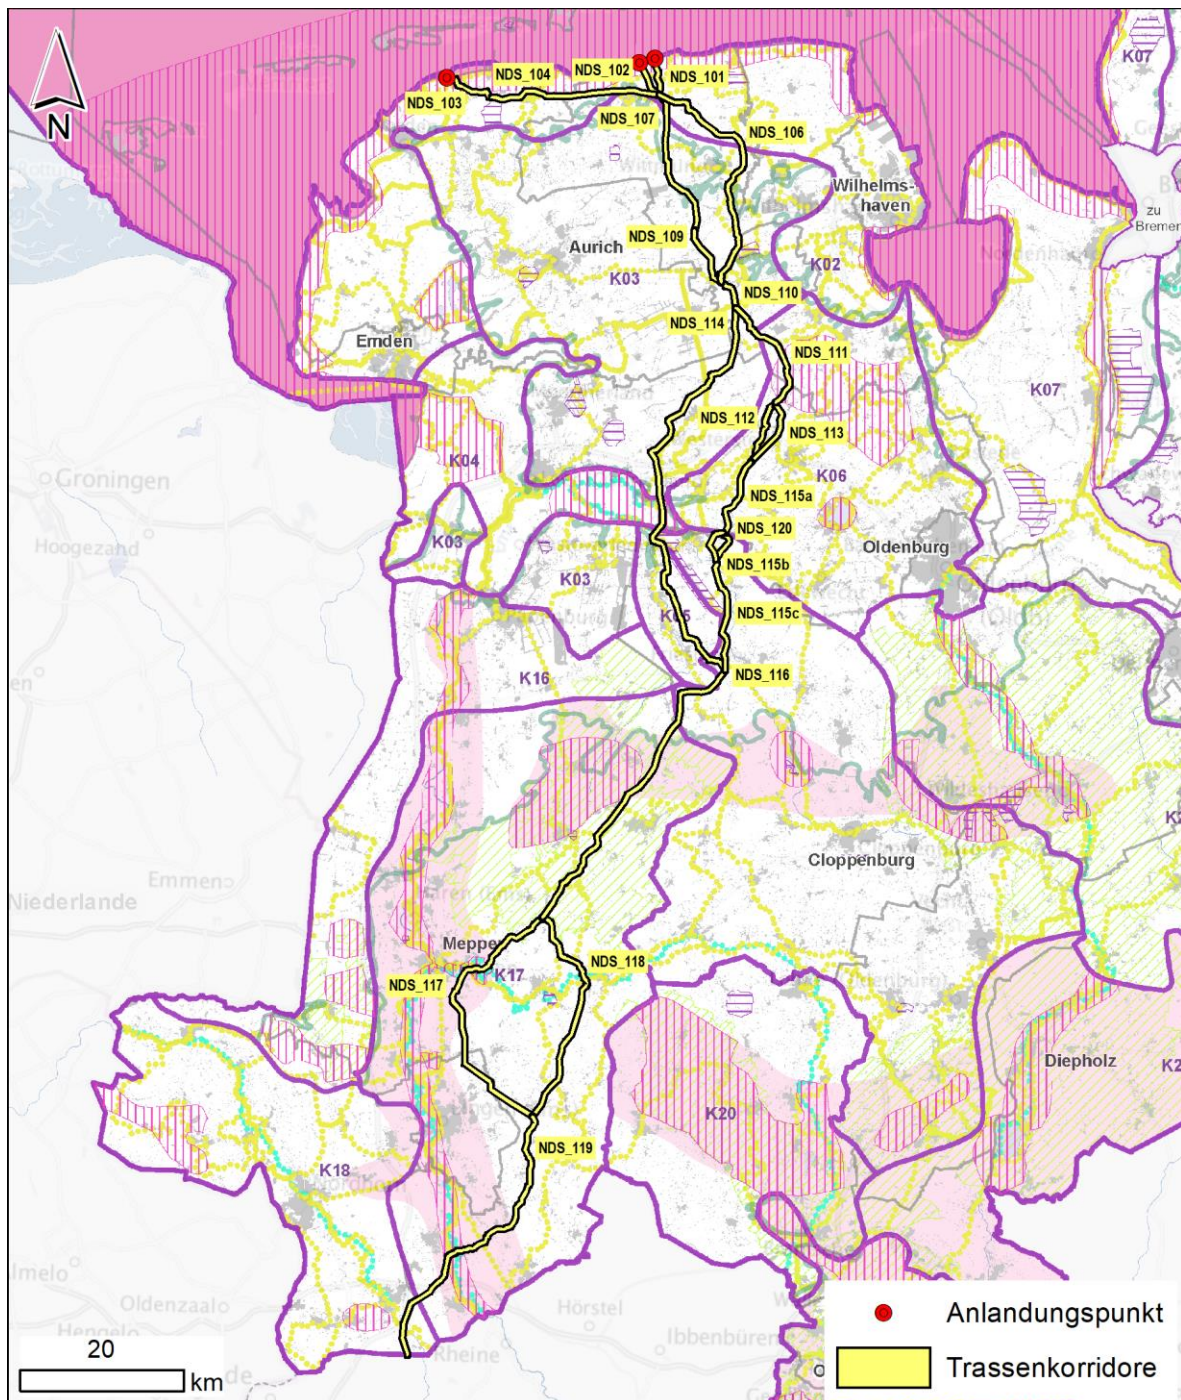 K07
NDS_102
NDS_104
NDS_101
NDS_103
NDS_107
NDS_106
N
Wilhelms-
haven
zu
Bremen
NDS_109
Aurich
K03
K02
NDS_110
NDS_114
Emden
NDS_111
K07
NDS_112
NDS_113
K04
K06
Groningen
NDS_115a
NDS_120
Oldenburg
Hoogezand
K03
K03
NDS_115b
NDS_115c
K05
K16
NDS_116
Cloppenburg
Emmen
Niederlande
Meppen
K17
NDS_118
NDS_117
Diepholz
K20
NDS_119
K18
Oldenzaal
Hörstel
Hengelo
Ibbenbüren
Rheine
20
km
Anlandungspunkt
Trassenkorridore